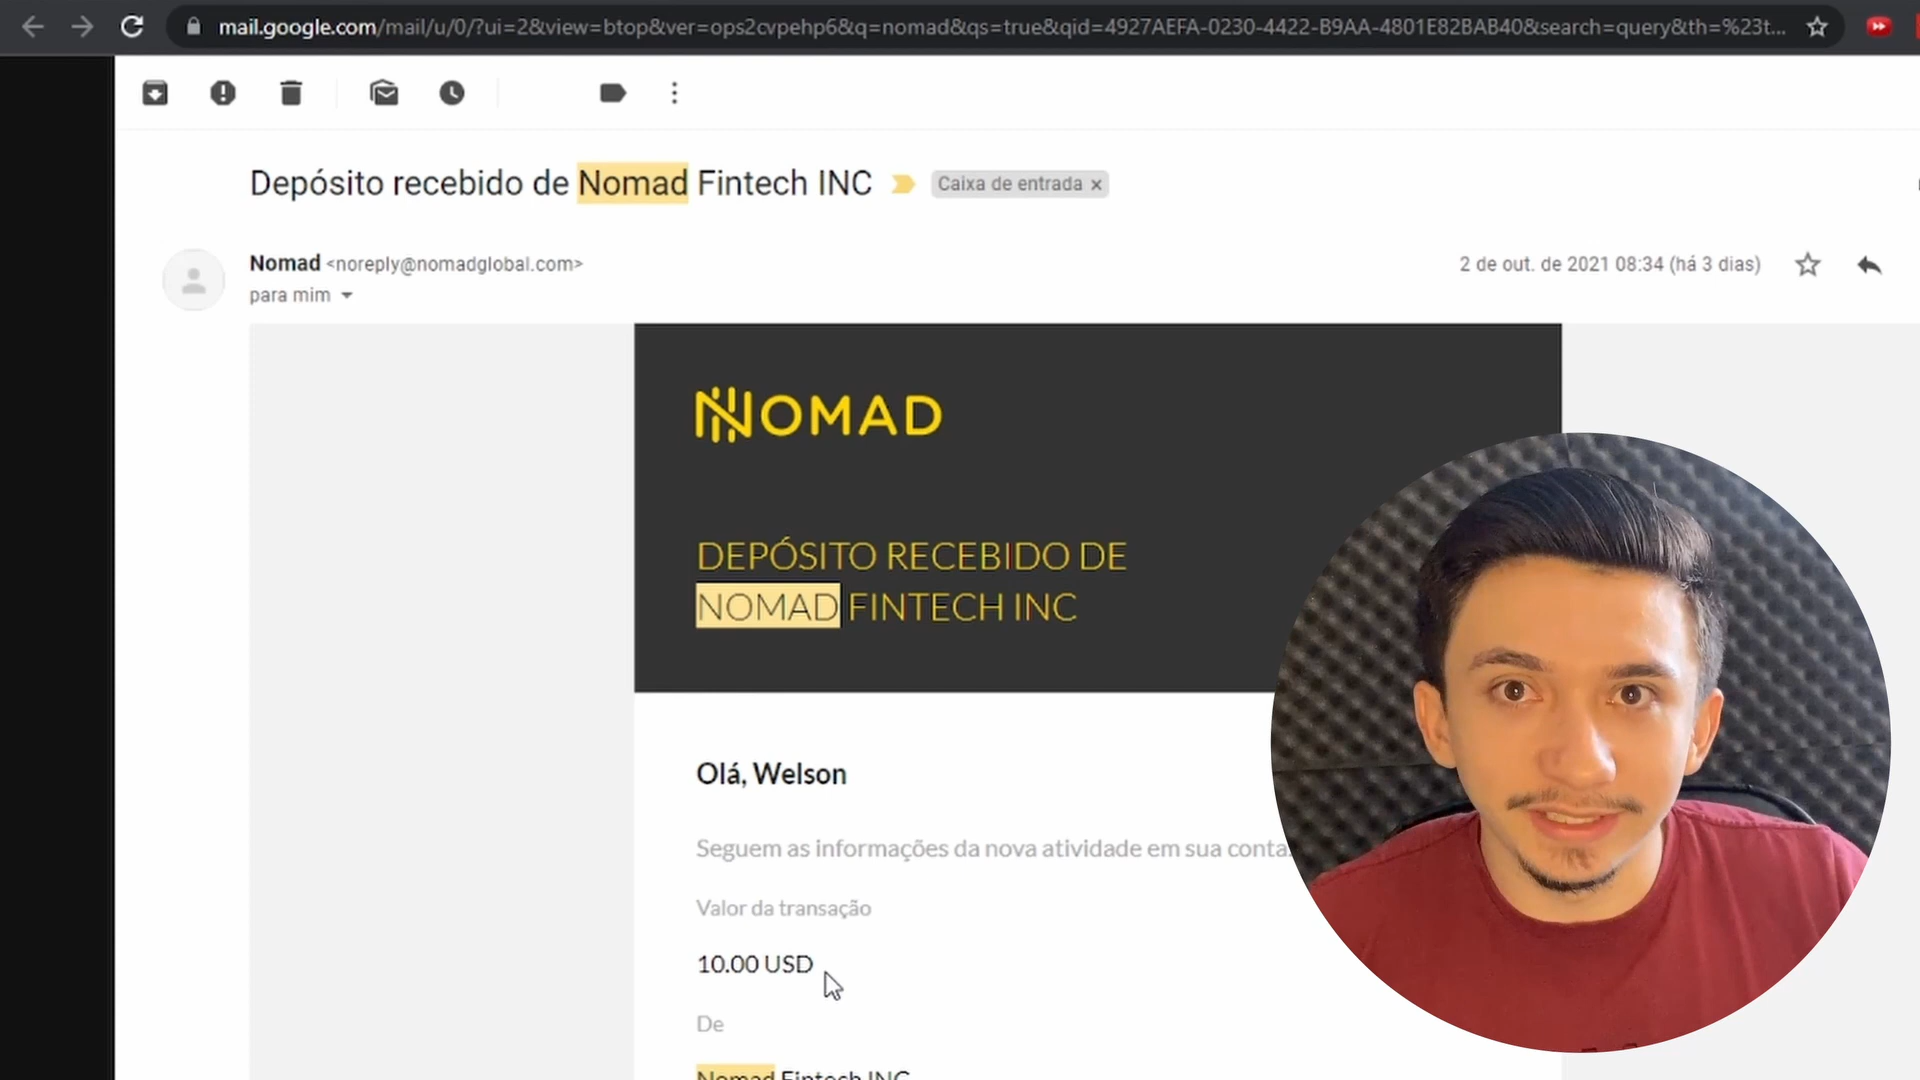 mail.google.com/mail/u/0/?ui=2&view=btop&ver=ops2cvpehp6&q=nomad&qs=true&qid=4927AEFA-0230-4422-B9AA-4801E82BAB40&search=query&th=%23t...
Depósito recebido de Nomad Fintech INC Caixa de entrada ×
Nomad <noreply@nomadglobal.com> 2 de out. de 2021 08:34 (há 3 dias)
para mim
NOMAD
DEPÓSITO RECEBIDO DE
NOMAD FINTECH INC
Olá, Welson
Seguem as informações da nova atividade em sua conta
Valor da transação
10.00 USD
De
Nomad Fintech INC